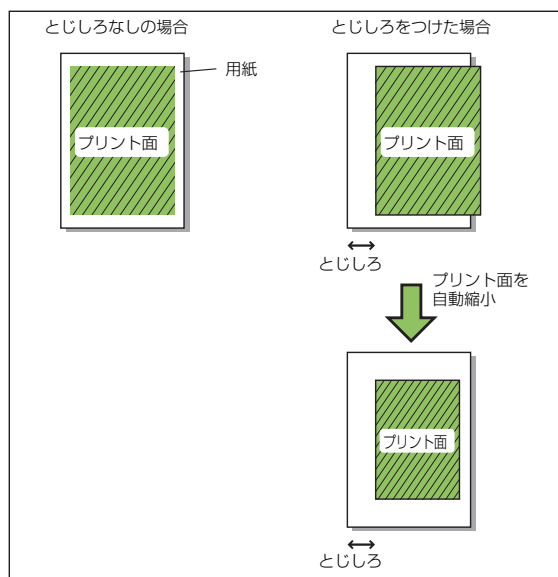 とじしろなしの場合
とじしろをつけた場合
用紙
プリント面
プリント面
とじしろ
プリント面を
自動縮小
プリント面
とじしろ